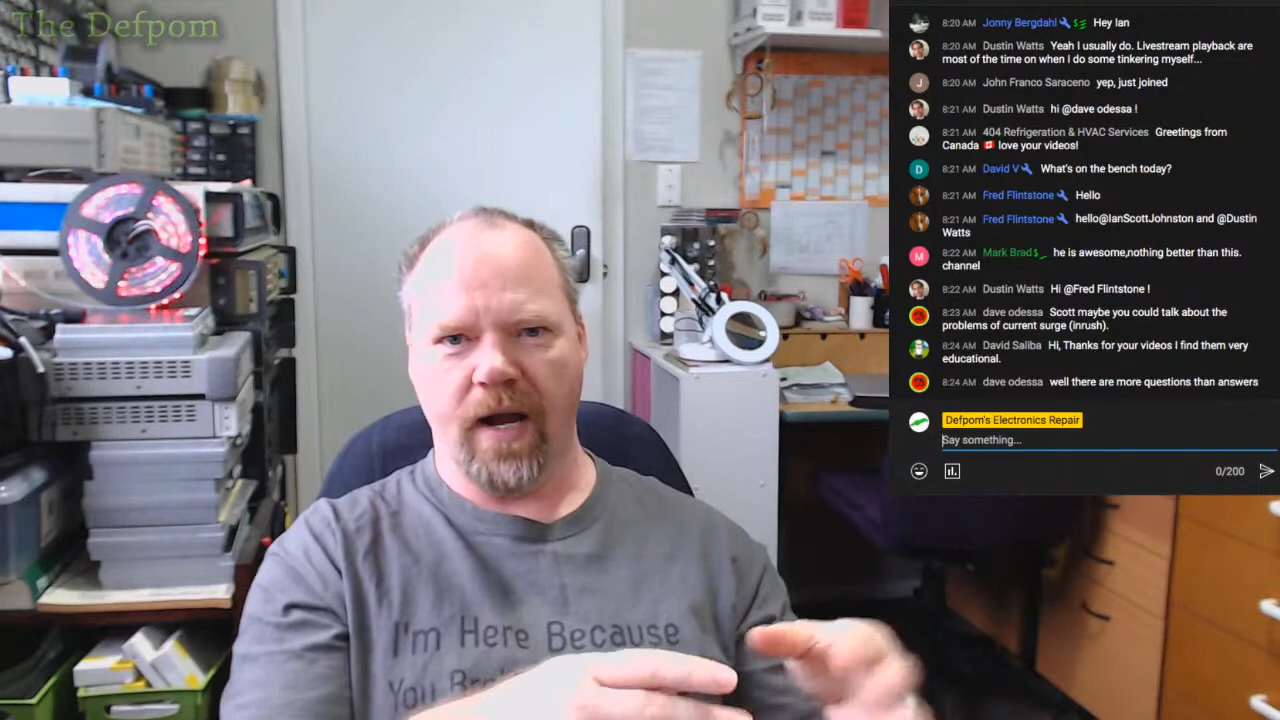 The Defpom
8:20 AM Jonny Bergdahl Hey Ian
8:20 AM Dustin Watts Yeah I usually do. Livestream playback are
most of the time on when I do some tinkering myself...
8:20 AM John Franco Saraceno yep, just joined
8:21 AM Dustin Watts hi @dave odessa !
8:21 AM 404 Refrigeration & HVAC Services Greetings from
Canada 🇨🇦 love your videos!
8:21 AM David V What's on the bench today?
8:21 AM Fred Flintstone Hello
8:21 AM Fred Flintstone hello@IanScottJohnston and @Dustin
Watts
8:22 AM Mark Brad he is awesome,nothing better than this.
channel
8:22 AM Dustin Watts Hi @Fred Flintstone !
8:23 AM dave odessa Scott maybe you could talk about the
problems of current surge (inrush).
8:24 AM David Saliba Hi, Thanks for your videos I find them very
educational.
8:24 AM dave odessa well there are more questions than answers
Defpom's Electronics Repair
Say something...
0/200
I'm Here Because
You